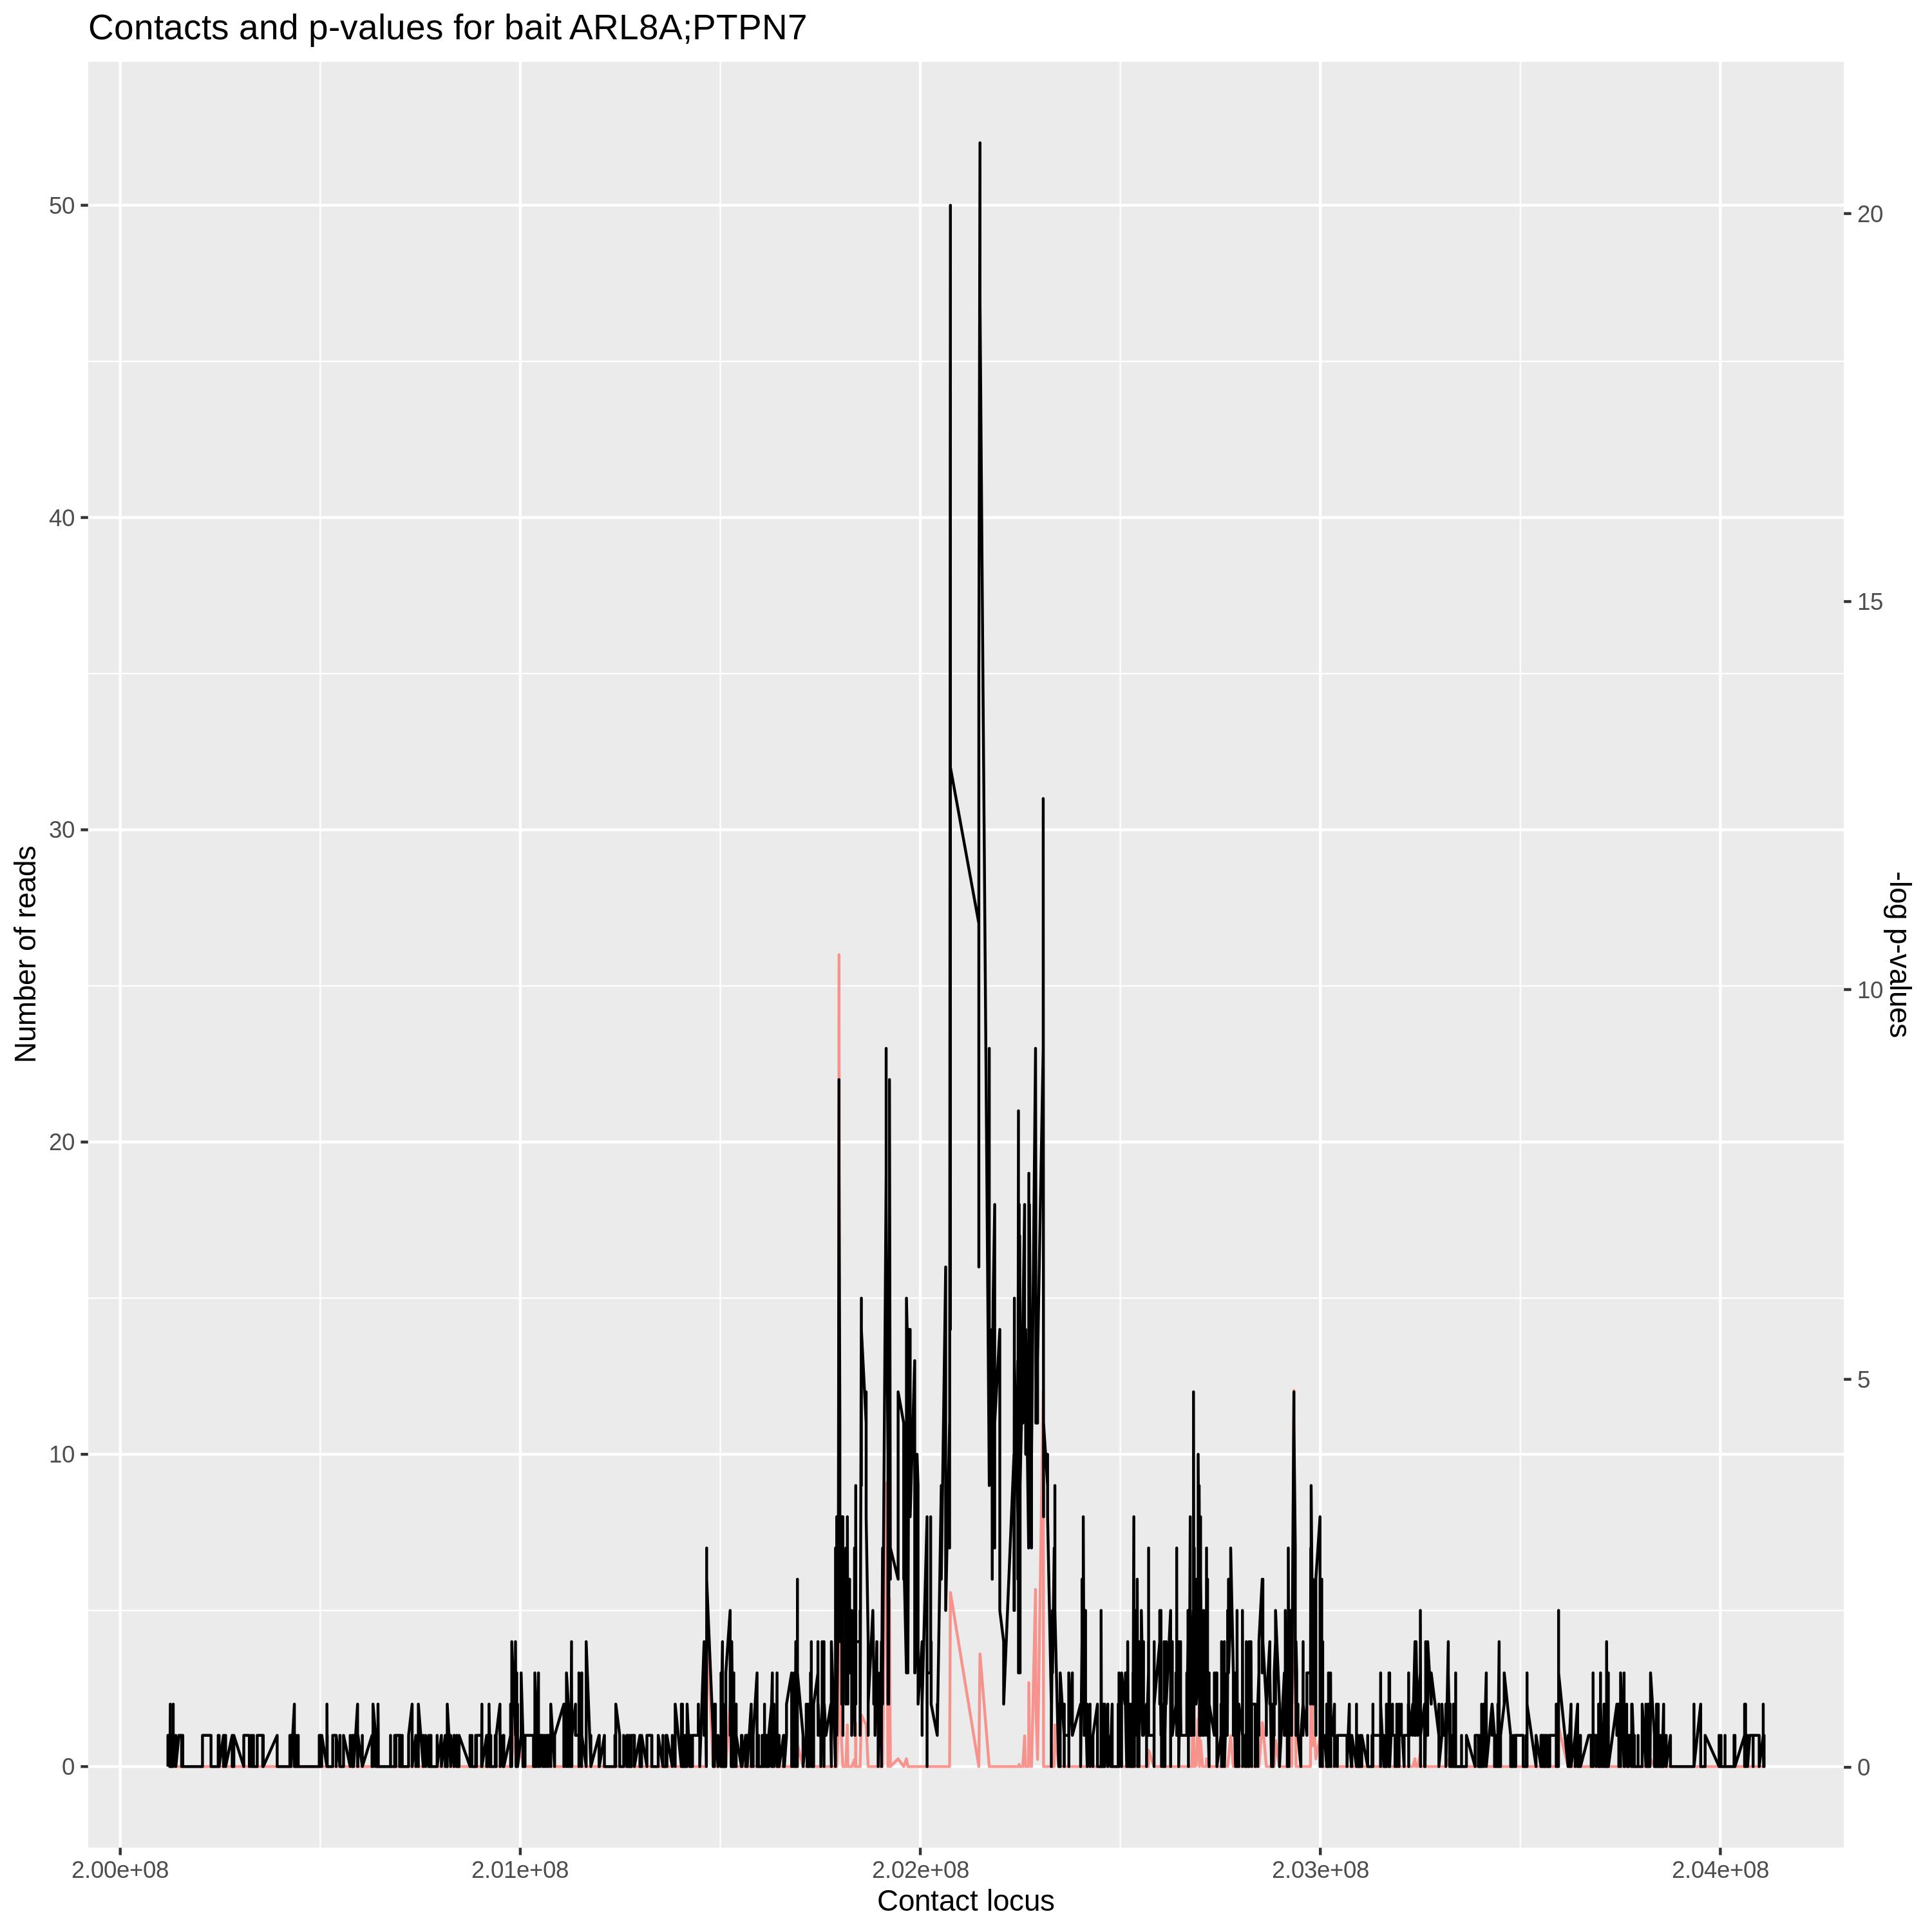 Contacts and p-values for bait ARL8A;PTPN7
Number of reads
50
40
30
20
10
0
20
15
10
5
0
-log p-values
2.00e+08
2.01e+08
2.02e+08
2.03e+08
2.04e+08
Contact locus